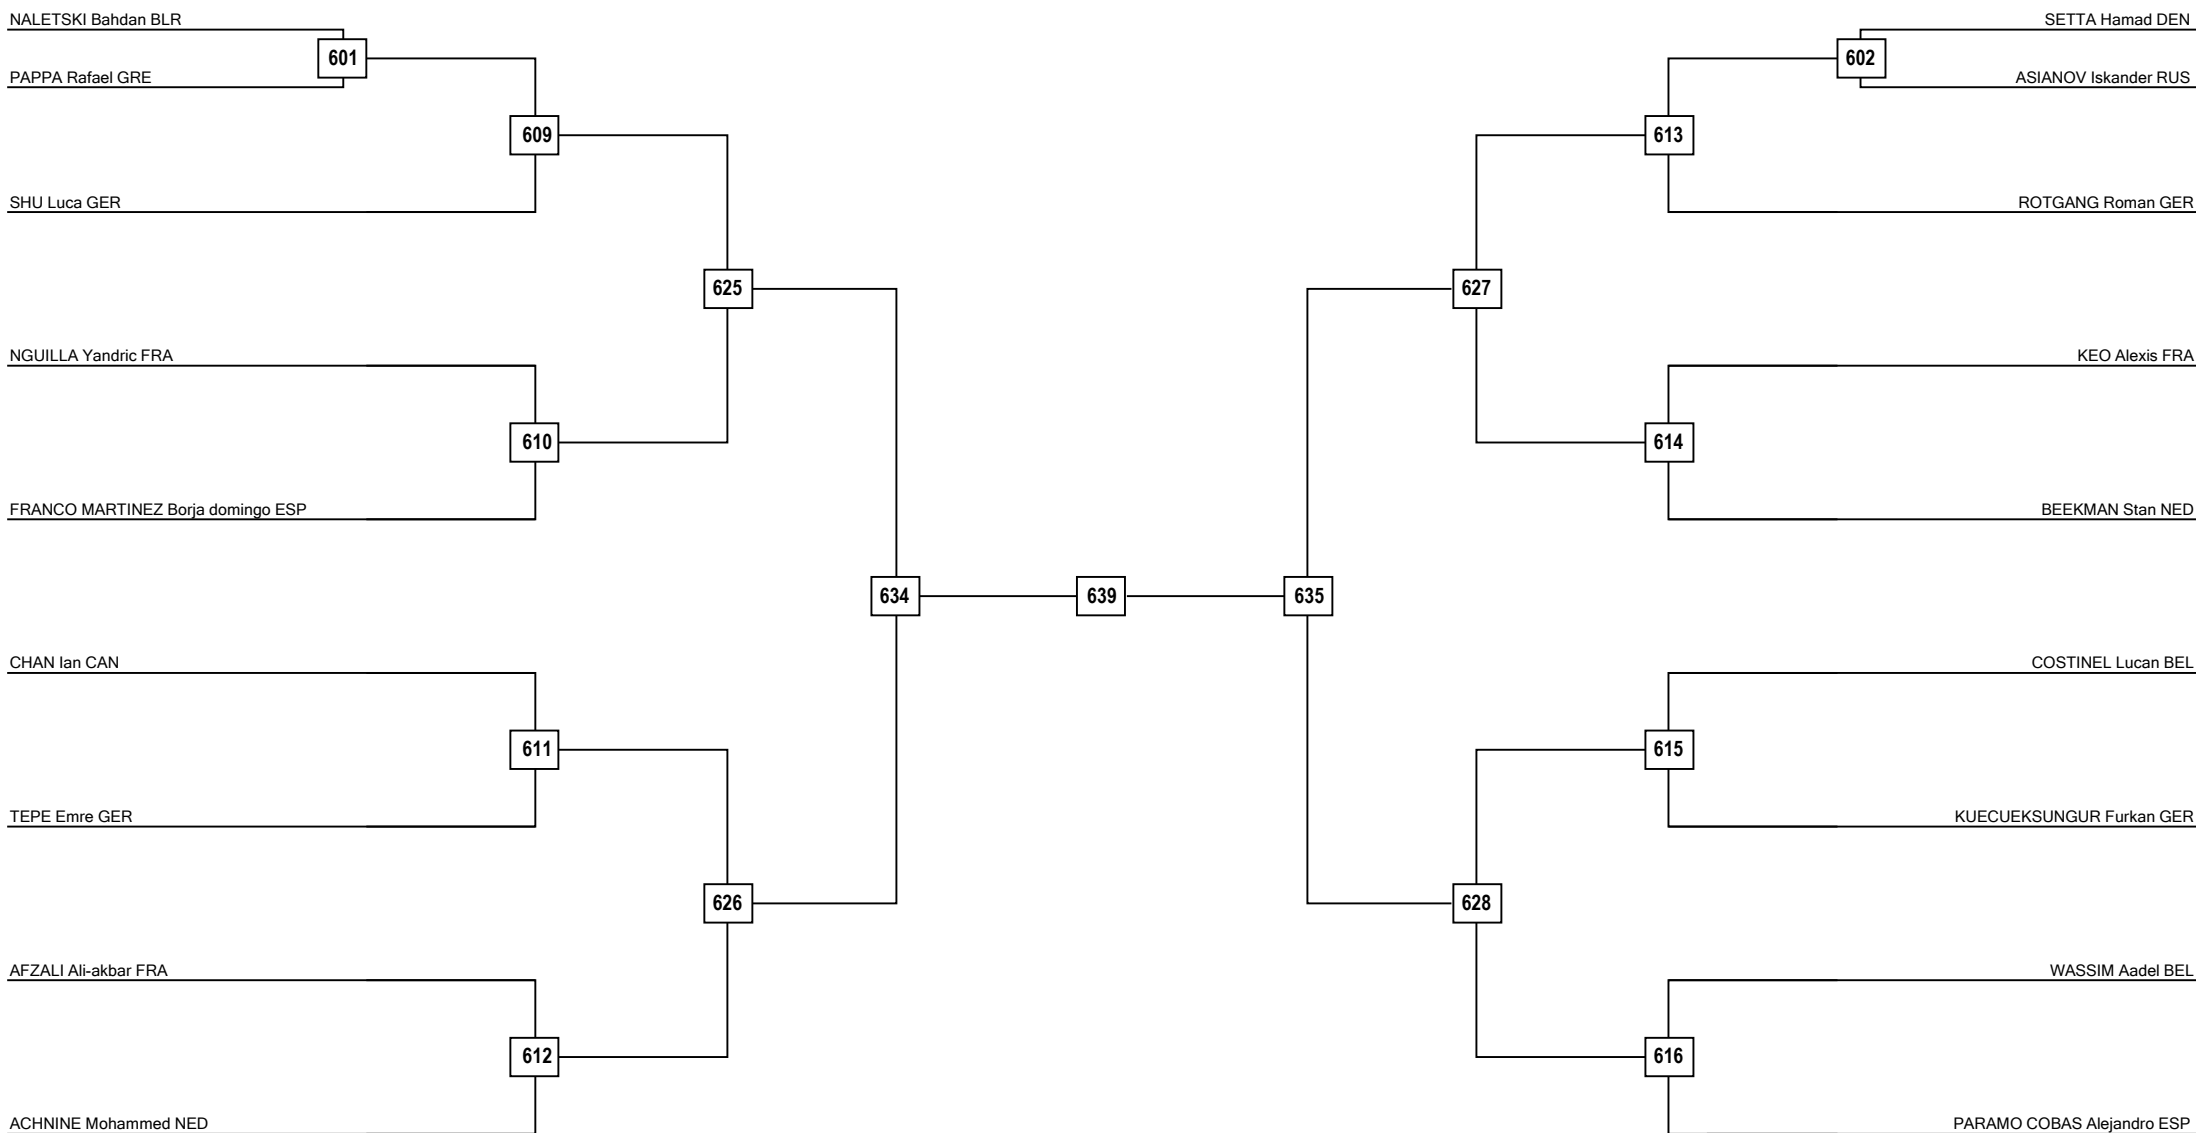 NALETSKI Bahdan BLR
SETTA Hamad DEN
601
602
PAPPA Rafael GRE
ASIANOV Iskander RUS
609
613
SHU Luca GER
ROTGANG Roman GER
625
627
NGUILLA Yandric FRA
KEO Alexis FRA
610
614
FRANCO MARTINEZ Borja domingo ESP
BEEKMAN Stan NED
634
639
635
CHAN Ian CAN
COSTINEL Lucan BEL
611
615
TEPE Emre GER
KUECUEKSUNGUR Furkan GER
626
628
AFZALI Ali-akbar FRA
WASSIM Aadel BEL
612
616
ACHNINE Mohammed NED
PARAMO COBAS Alejandro ESP